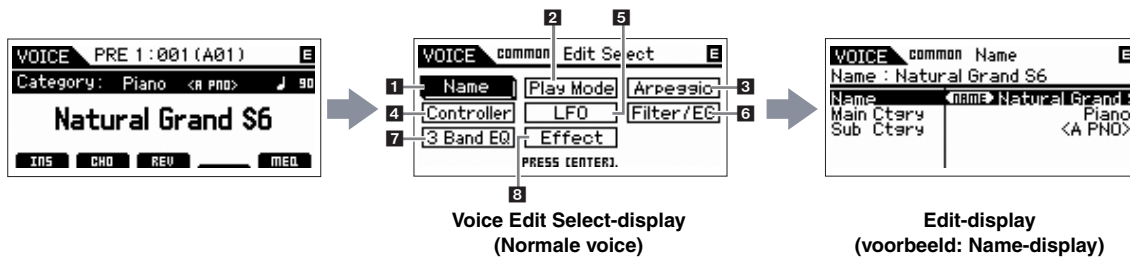 2
5
VOICE PRE 1:001(A01) E
Category: Piano <A PNO> ♩ 90
Natural Grand S6
INS CHO REV MEQ
VOICE common Edit Select E
1 Name Play Mode Arpeggio 3
4 Controller LFO Filter/EG 6
7 3 Band EQ Effect
PRESS [ENTER].
8
Voice Edit Select-display
(Normale voice)
VOICE common Name E
Name : Natural Grand S6
Name NAME Natural Grand S
Main Ctgry Piano
Sub Ctgry <A PNO>
Edit-display
(voorbeeld: Name-display)